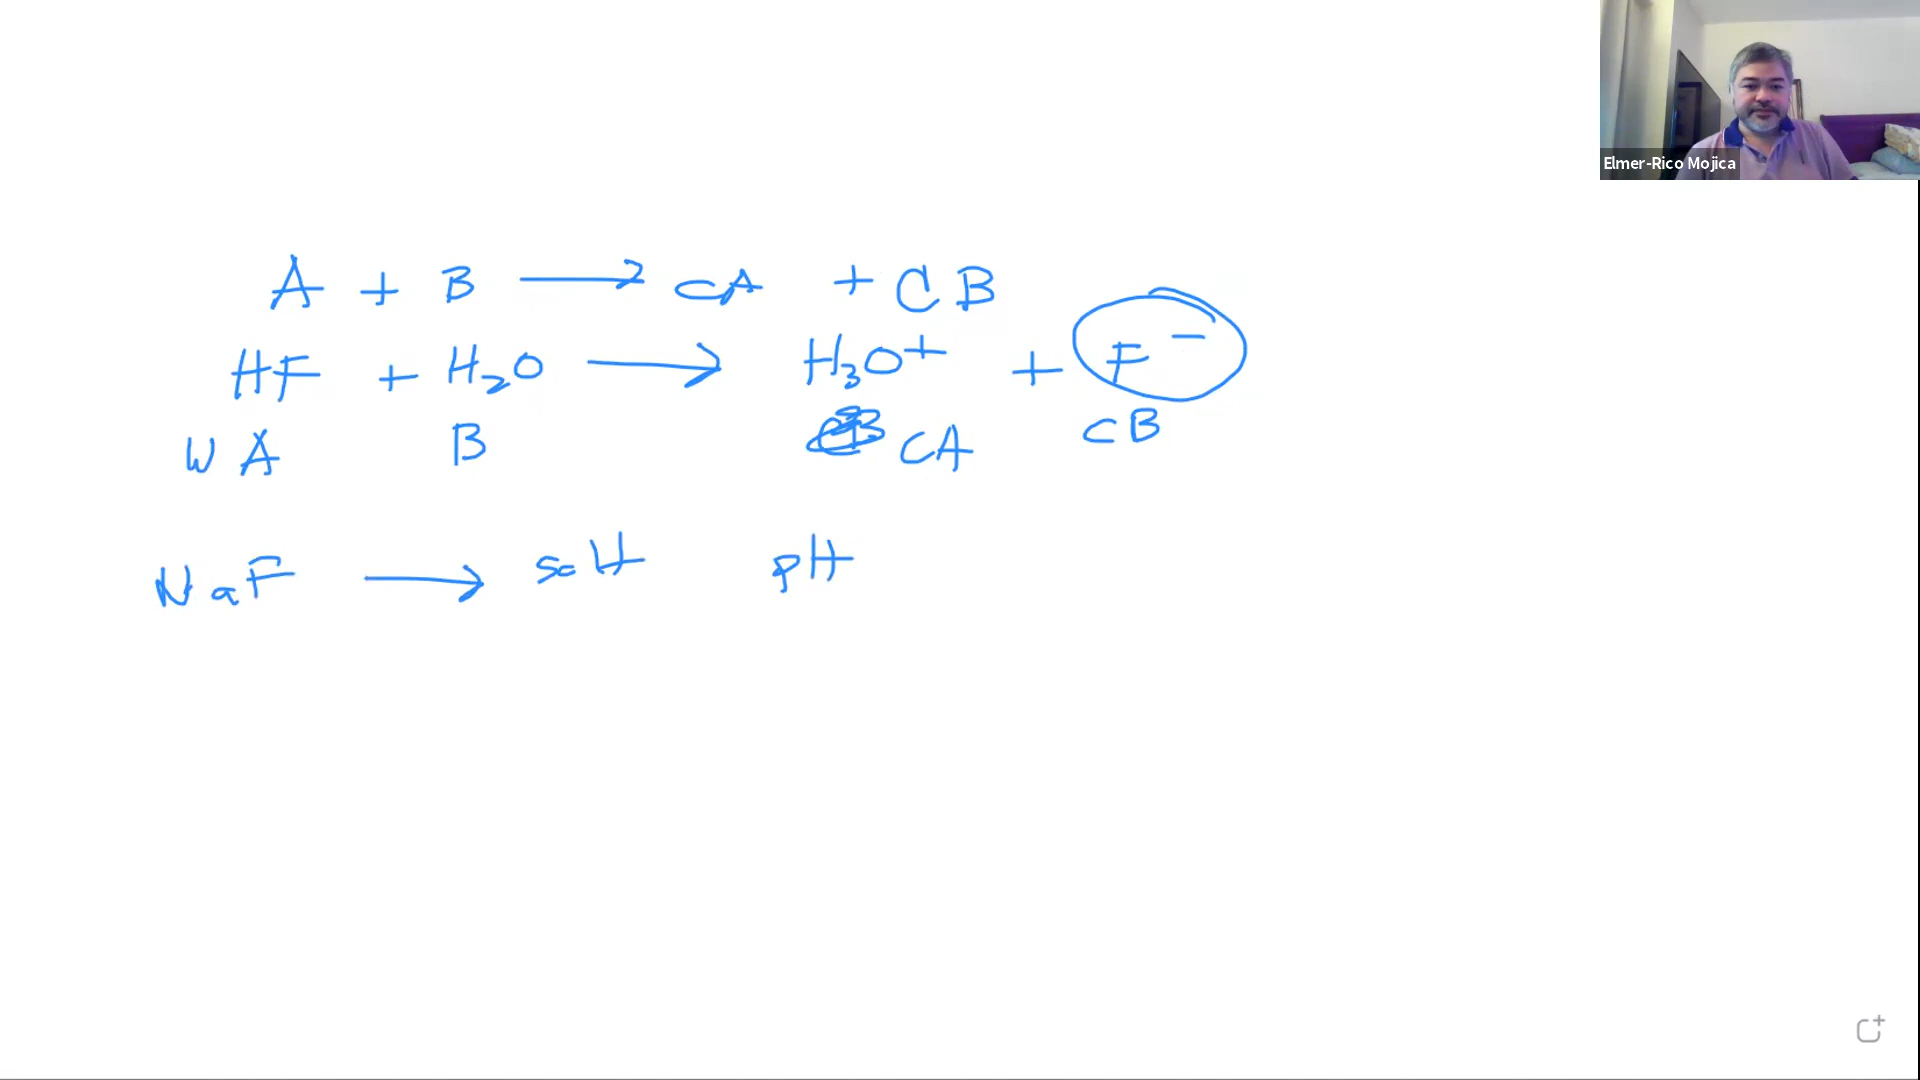 Elmer-Rico Mojica
A + B → CA + CB
HF + H₂O → H₃O+ + F⁻
WA B CA CB
NaF → salt pH